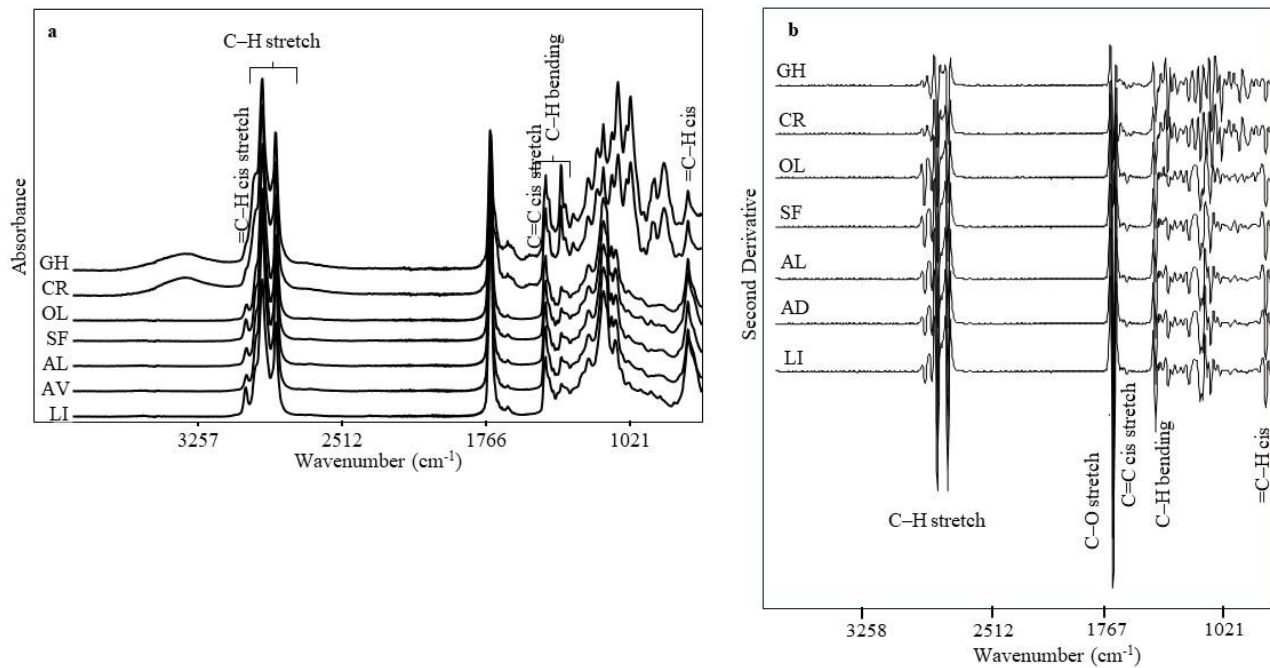 a
C–H stretch
=C–H cis stretch
C=C cis stretch
C–H bending
=C–H cis
Absorbance
GH
CR
OL
SF
AL
AV
LI
3257 2512 1766 1021
Wavenumber (cm-1)
b
GH
CR
OL
SF
AL
AD
LI
Second Derivative
C–H stretch
C–O stretch
C=C cis stretch
C–H bending
=C–H cis
3258 2512 1767 1021
Wavenumber (cm-1)